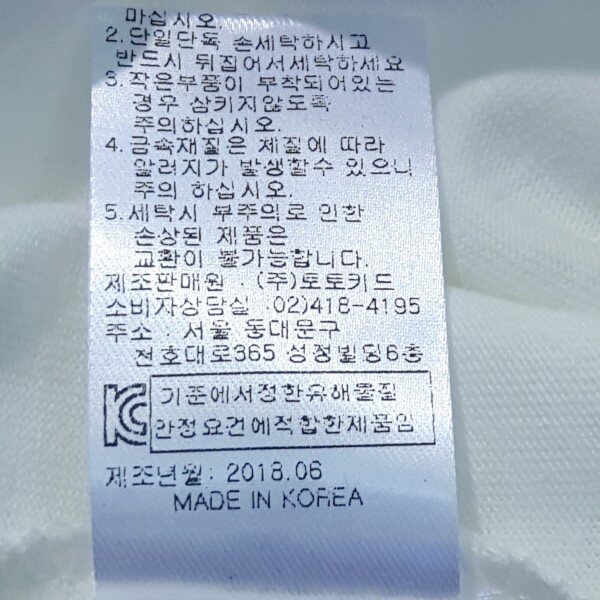 마십시오.
2. 단일단독 손세탁하시고
반드시 뒤집어서세탁하세요
3. 작은부품이 부착되어있는
경우 삼키지않도록
주의하십시오.
4. 금속재질은 체질에 따라
알러지가 발생할수 있으니
주의 하십시오.
5. 세탁시 부주의로 인한
손상된 제품은
교환이 불가능합니다.
제조판매원 : (주)토토키드
소비자상담실 :02)418-4195
주소 : 서울 동대문구
천호대로365 성정빌딩6층
기준에서정한유해물질
안정요건에적합한제품임
제조년월 : 2018.06
MADE IN KOREA